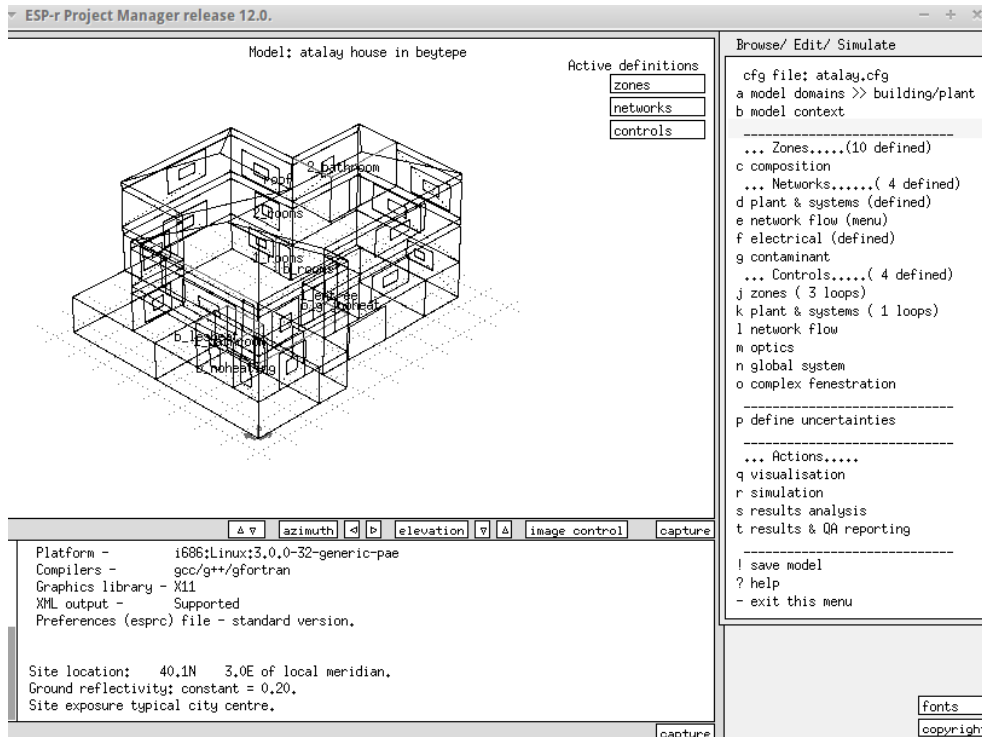 ESP-r Project Manager release 12.0.
Model: atalay house in beytepe
Active definitions
zones
networks
controls
2_bathroom
roof
2_rooms
1_rooms
b_rooms
1_entree
b_noheating
azimuth
elevation
image control
capture
Platform - i686:Linux:3.0.0-32-generic-pae
Compilers - gcc/g++/gfortran
Graphics library - X11
XML output - Supported
Preferences (esprc) file - standard version.
Site location: 40.1N 3.0E of local meridian.
Ground reflectivity: constant = 0.20.
Site exposure typical city centre.
capture
Browse/ Edit/ Simulate
cfg file: atalay.cfg
a model domains >> building/plant
b model context
... Zones.....(10 defined)
c composition
... Networks......( 4 defined)
d plant & systems (defined)
e network flow (menu)
f electrical (defined)
g contaminant
... Controls.....( 4 defined)
j zones ( 3 loops)
k plant & systems ( 1 loops)
l network flow
m optics
n global system
o complex fenestration
p define uncertainties
... Actions.....
q visualisation
r simulation
s results analysis
t results & QA reporting
! save model
? help
- exit this menu
fonts
copyrigh